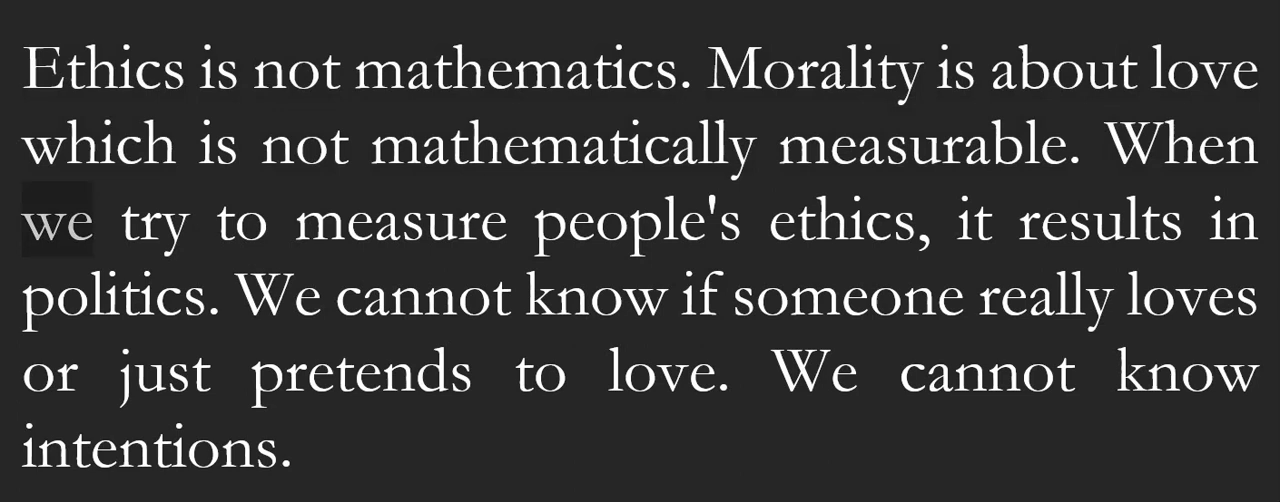 Ethics is not mathematics. Morality is about love
which is not mathematically measurable. When
we try to measure people's ethics, it results in
politics. We cannot know if someone really loves
or just pretends to love. We cannot know
intentions.